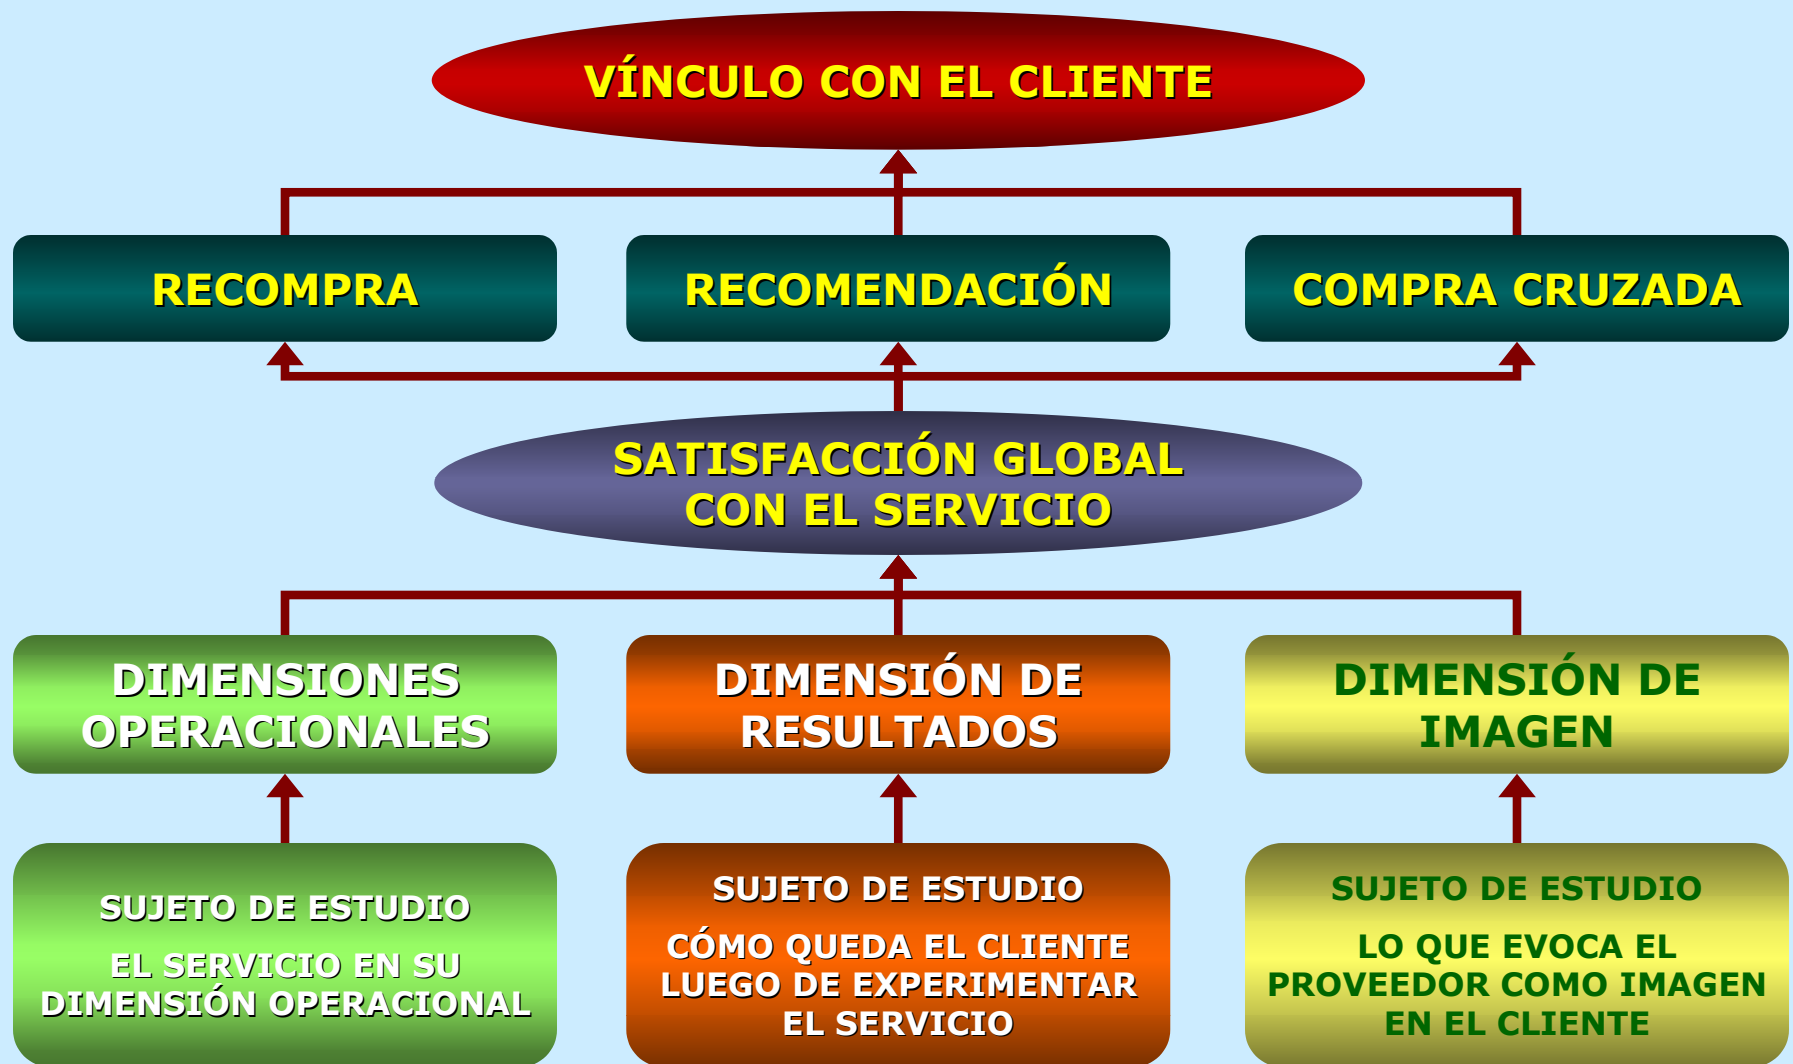 VÍNCULO CON EL CLIENTE
RECOMPRA
RECOMENDACIÓN
COMPRA CRUZADA
SATISFACCIÓN GLOBAL
CON EL SERVICIO
DIMENSIONES
OPERACIONALES
DIMENSIÓN DE
RESULTADOS
DIMENSIÓN DE
IMAGEN
SUJETO DE ESTUDIO
EL SERVICIO EN SU
DIMENSIÓN OPERACIONAL
SUJETO DE ESTUDIO
CÓMO QUEDA EL CLIENTE
LUEGO DE EXPERIMENTAR
EL SERVICIO
SUJETO DE ESTUDIO
LO QUE EVOCA EL
PROVEEDOR COMO IMAGEN
EN EL CLIENTE